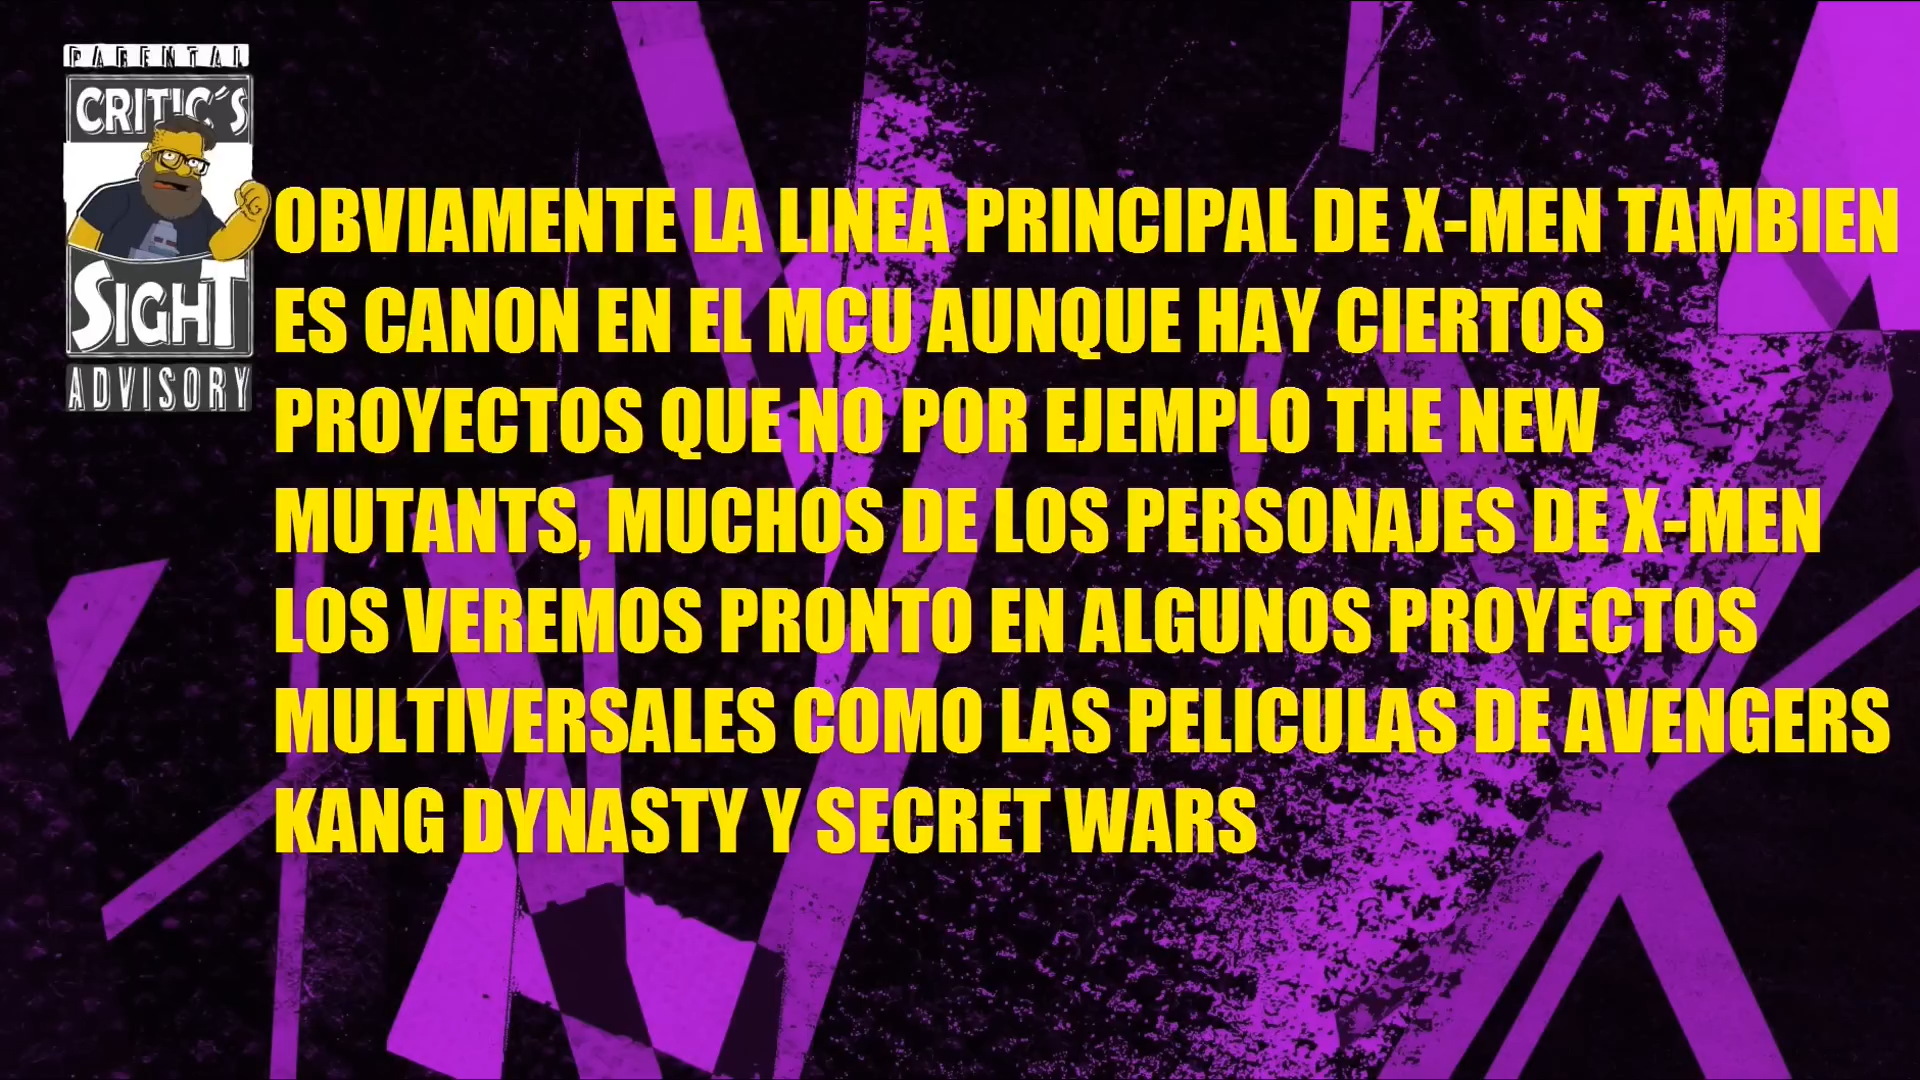 PARENTAL
CRITIC´S
SIGHT
ADVISORY
OBVIAMENTE LA LINEA PRINCIPAL DE X-MEN TAMBIEN
ES CANON EN EL MCU AUNQUE HAY CIERTOS
PROYECTOS QUE NO POR EJEMPLO THE NEW
MUTANTS, MUCHOS DE LOS PERSONAJES DE X-MEN
LOS VEREMOS PRONTO EN ALGUNOS PROYECTOS
MULTIVERSALES COMO LAS PELICULAS DE AVENGERS
KANG DYNASTY Y SECRET WARS